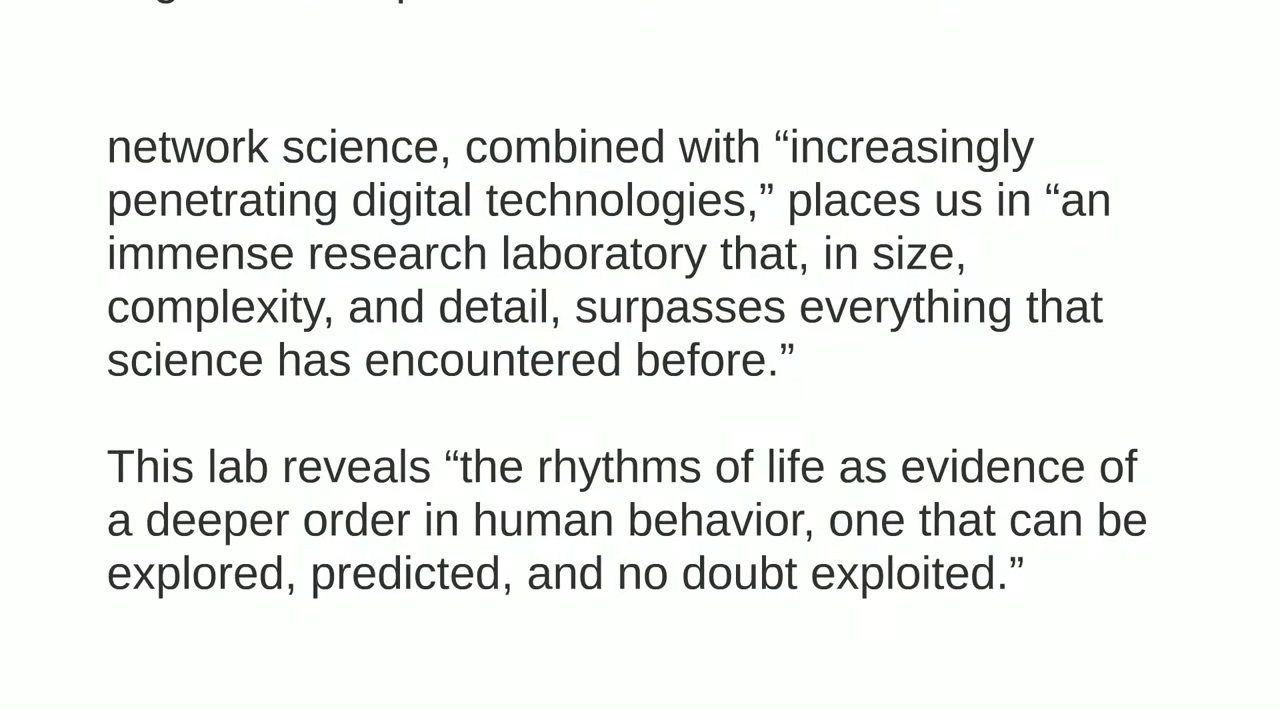 network science, combined with “increasingly
penetrating digital technologies,” places us in “an
immense research laboratory that, in size,
complexity, and detail, surpasses everything that
science has encountered before.”
This lab reveals “the rhythms of life as evidence of
a deeper order in human behavior, one that can be
explored, predicted, and no doubt exploited.”